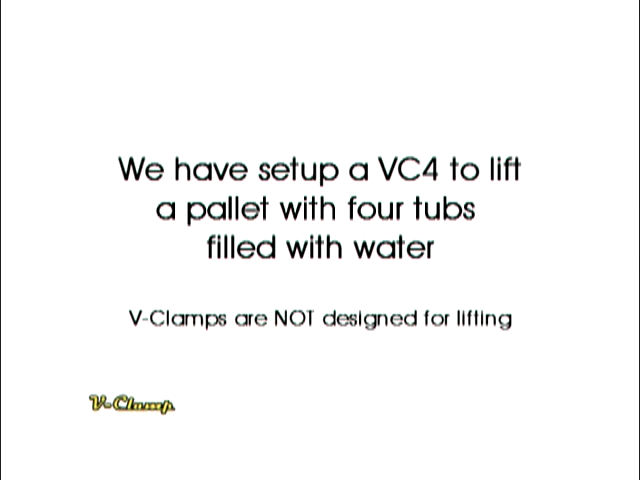 We have setup a VC4 to lift
a pallet with four tubs
filled with water
V-Clamps are NOT designed for lifting
V-Clamp